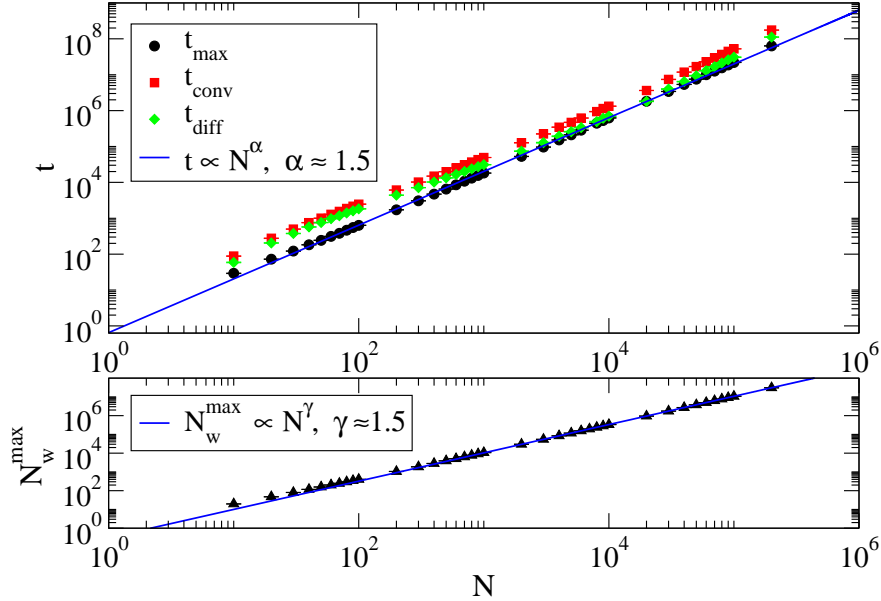 10^8
10^6
10^4
10^2
10^0
t
t_max
t_conv
t_diff
t ∝ N^α, α ≈ 1.5
10^0 10^2 10^4 10^6
10^6
10^4
10^2
10^0
N_w^max
N_w^max ∝ N^γ, γ ≈1.5
10^0 10^2 10^4 10^6
N